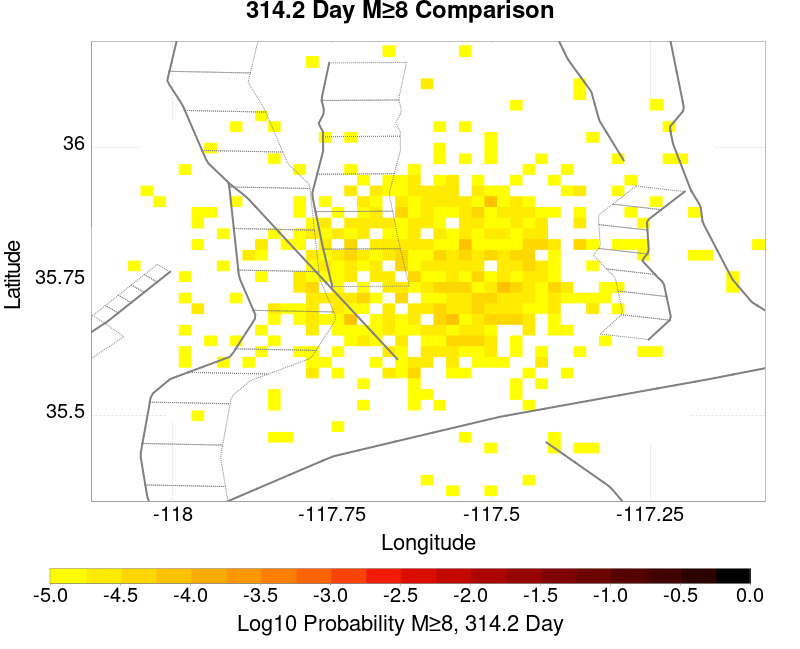 314.2 Day M≥8 Comparison
36
35.75
35.5
Latitude
-118 -117.75 -117.5 -117.25
Longitude
-5.0 -4.5 -4.0 -3.5 -3.0 -2.5 -2.0 -1.5 -1.0 -0.5 0.0
Log10 Probability M≥8, 314.2 Day